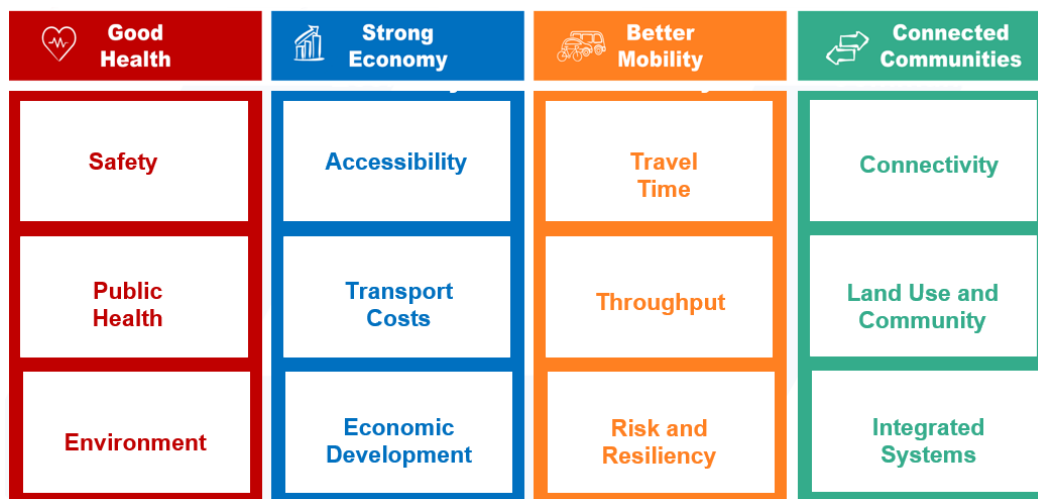 Good
Health
Strong
Economy
Better
Mobility
Connected
Communities
Safety
Accessibility
Travel
Time
Connectivity
Public
Health
Transport
Costs
Throughput
Land Use and
Community
Environment
Economic
Development
Risk and
Resiliency
Integrated
Systems